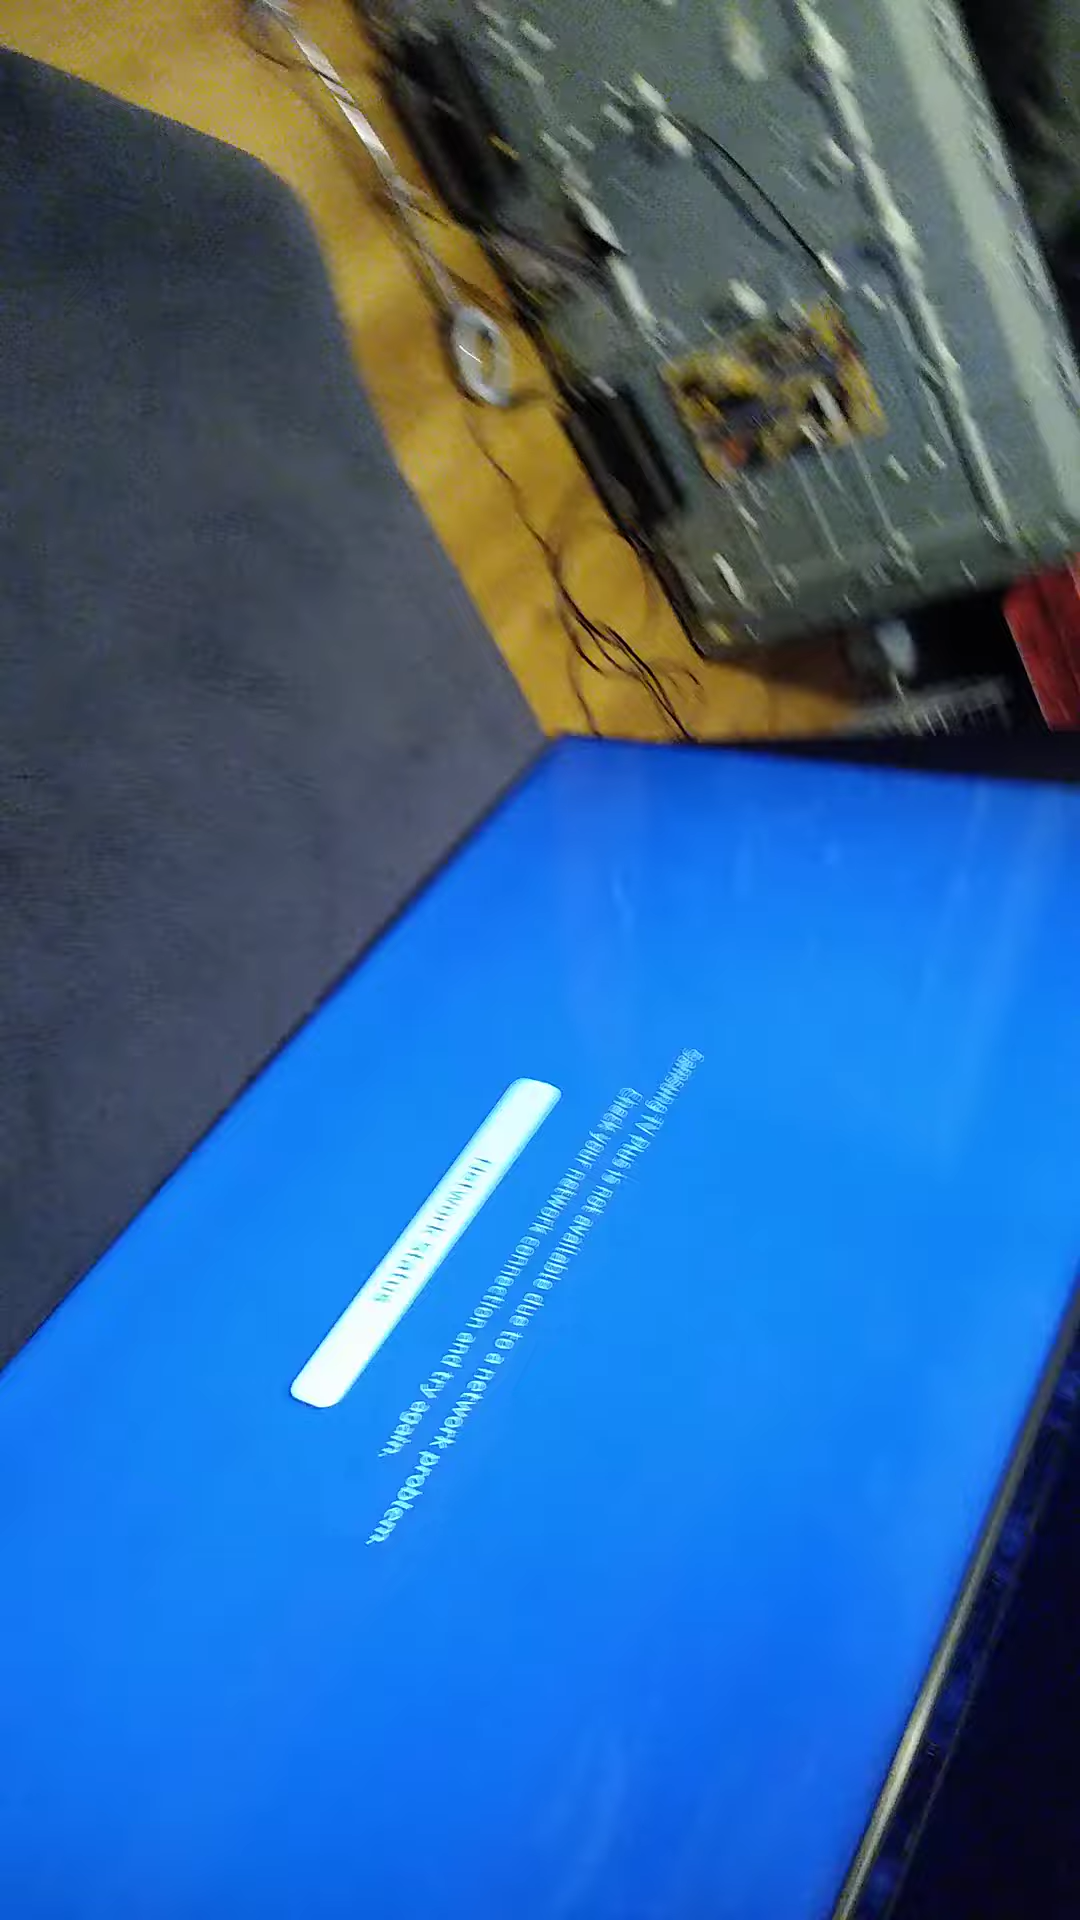 Samsung TV Plus is not available due to a network problem.
Check your network connection and try again.
Network Status